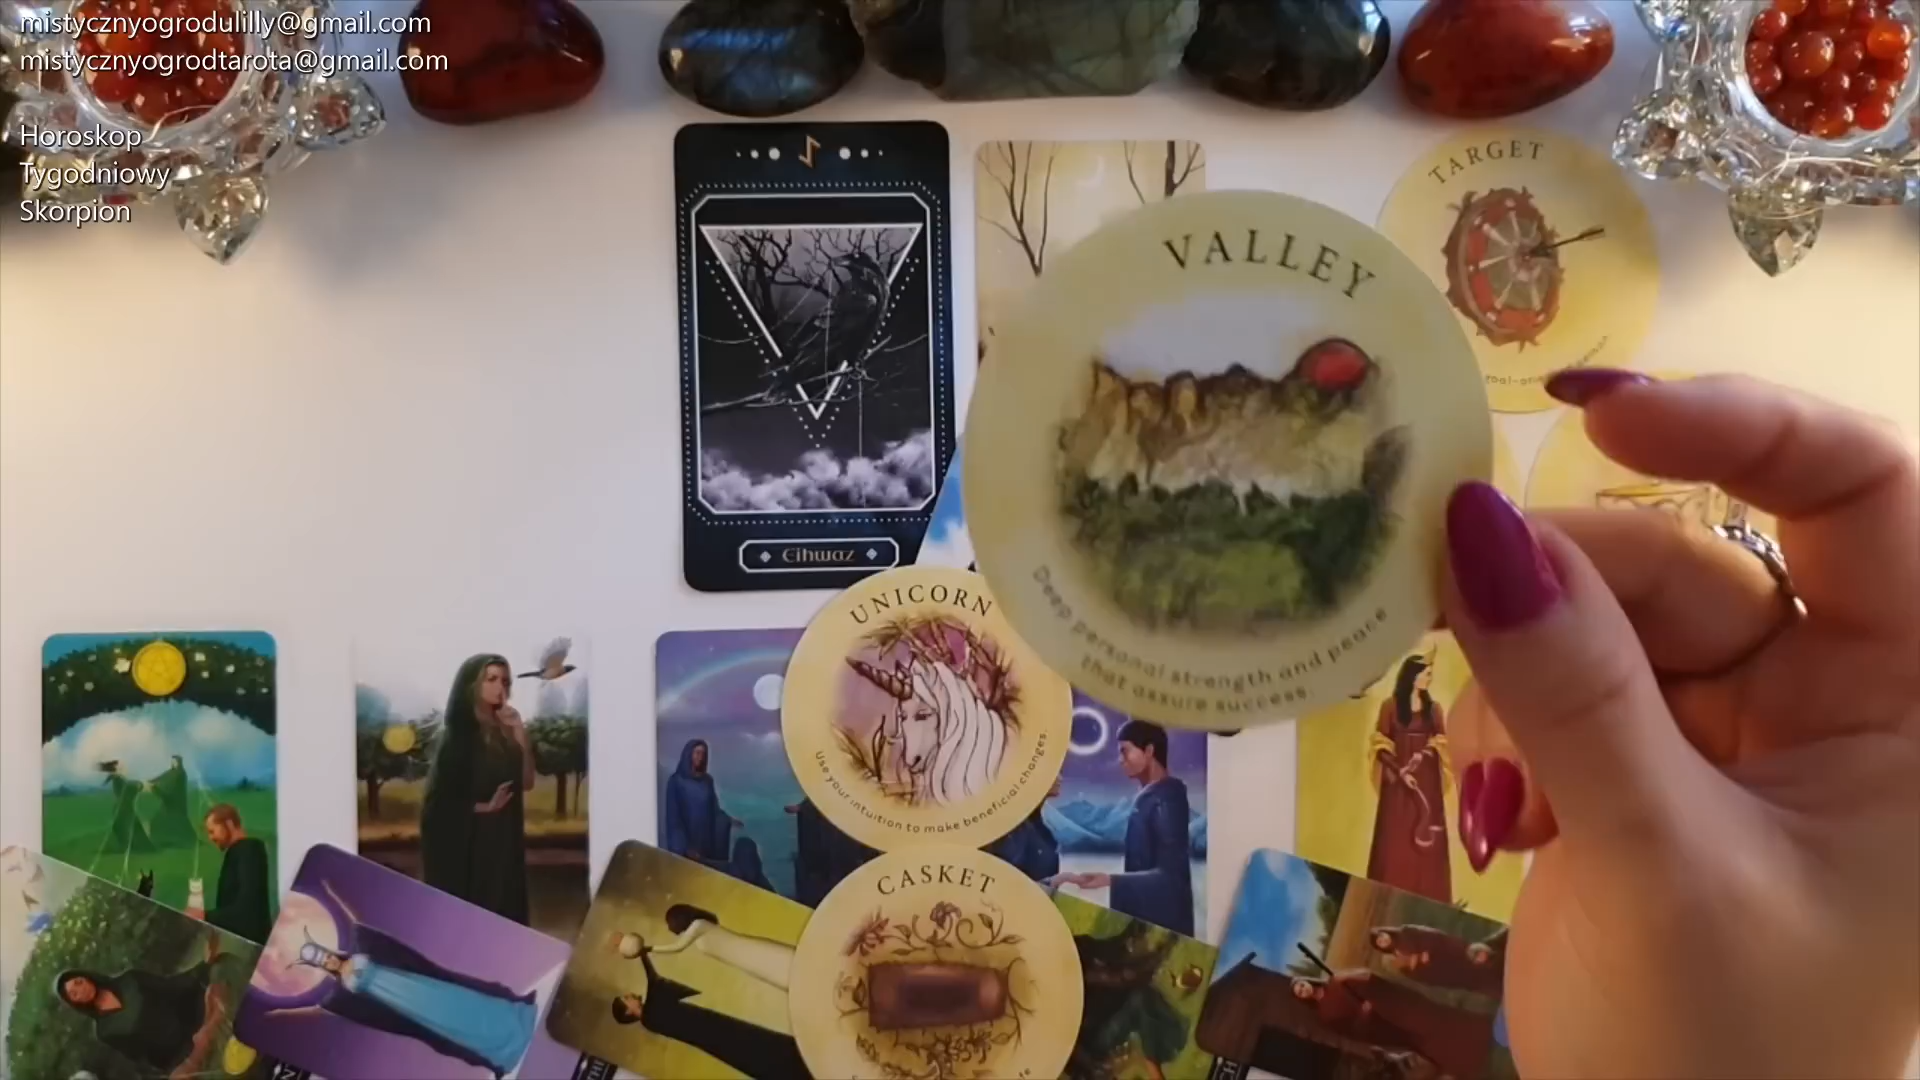 mistycznyogrodulilly@gmail.com
mistycznyogrodtarota@gmail.com
Horoskop
Tygodniowy
Skorpion
TARGET
goal-
VALLEY
Deep personal strength and peace
that assure success.
Eihwaz
UNICORN
Use your intuition to make beneficial changes.
CASKET